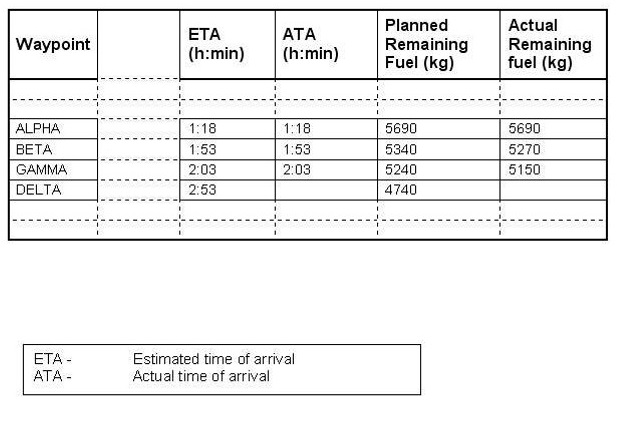 Waypoint ETA (h:min) ATA (h:min) Planned Remaining Fuel (kg) Actual Remaining fuel (kg)
ALPHA 1:18 1:18 5690 5690
BETA 1:53 1:53 5340 5270
GAMMA 2:03 2:03 5240 5150
DELTA 2:53 4740
ETA - Estimated time of arrival
ATA - Actual time of arrival